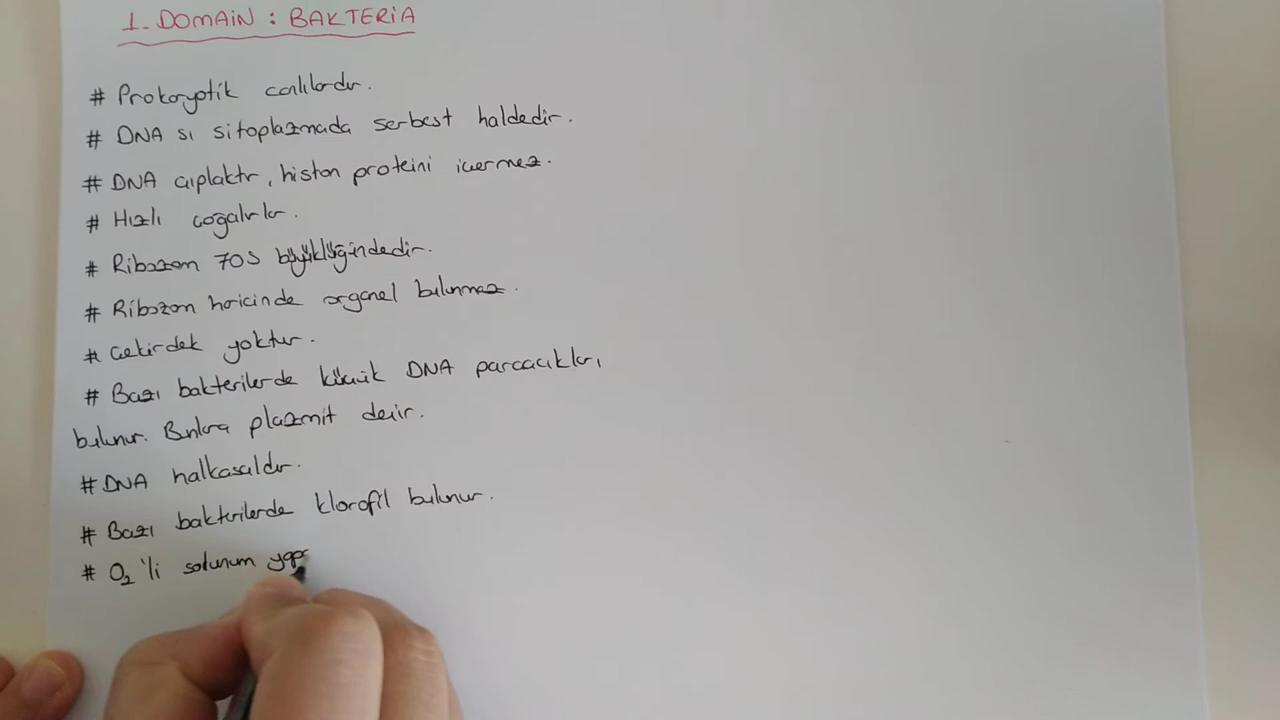 1. DOMAIN : BAKTERIA
# Prokaryotik canlılardır.
# DNA sı sitoplazmada serbest haldedir.
# DNA çıplaktır, histon proteini içermez.
# Hızlı çoğalırlar.
# Ribozom 70S büyüklüğündedir.
# Ribozom haricinde organel bulunmaz.
# Çekirdek yoktur.
# Bazı bakterilerde küçük DNA parçacıkları
bulunur. Bunlara plazmit denir.
# DNA halkasaldır.
# Bazı bakterilerde klorofil bulunur.
# O₂'li solunum yapa